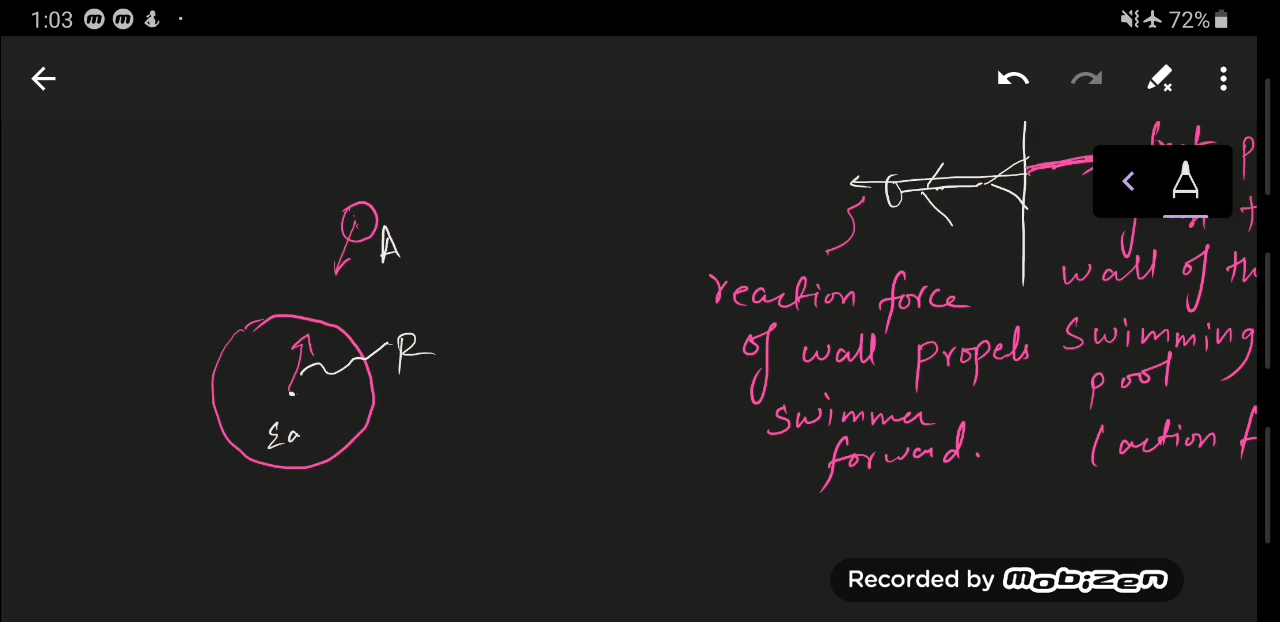 1:03
72%
A
R
Ea
reaction force
of wall propels
swimmer
forward.
p
wall of th
swimming
pool
(action f
Recorded by mobizen